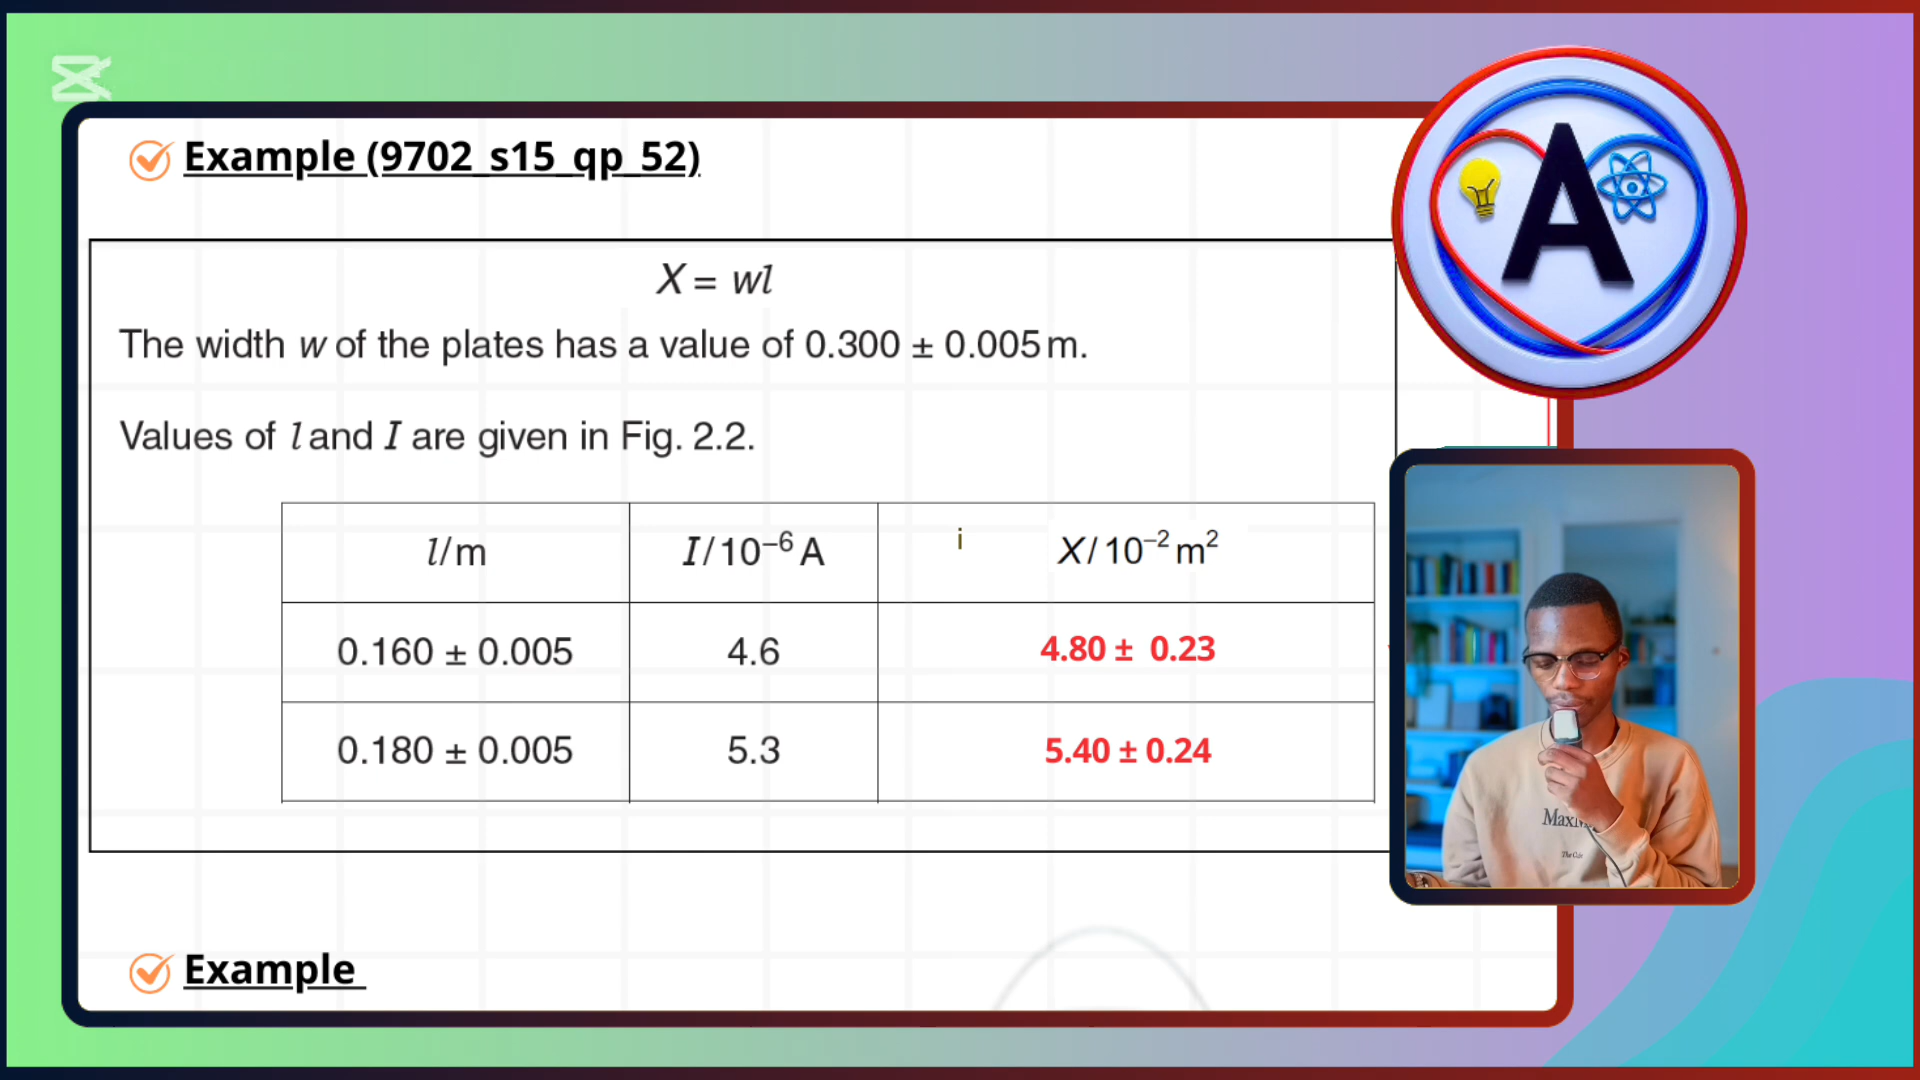 Example (9702_s15_qp_52)
A
X = wl
The width w of the plates has a value of 0.300 ± 0.005 m.
Values of l and I are given in Fig. 2.2.
l/m I/10⁻⁶ A i X/10⁻² m²
0.160 ± 0.005 4.6 4.80 ± 0.23
0.180 ± 0.005 5.3 5.40 ± 0.24
Example